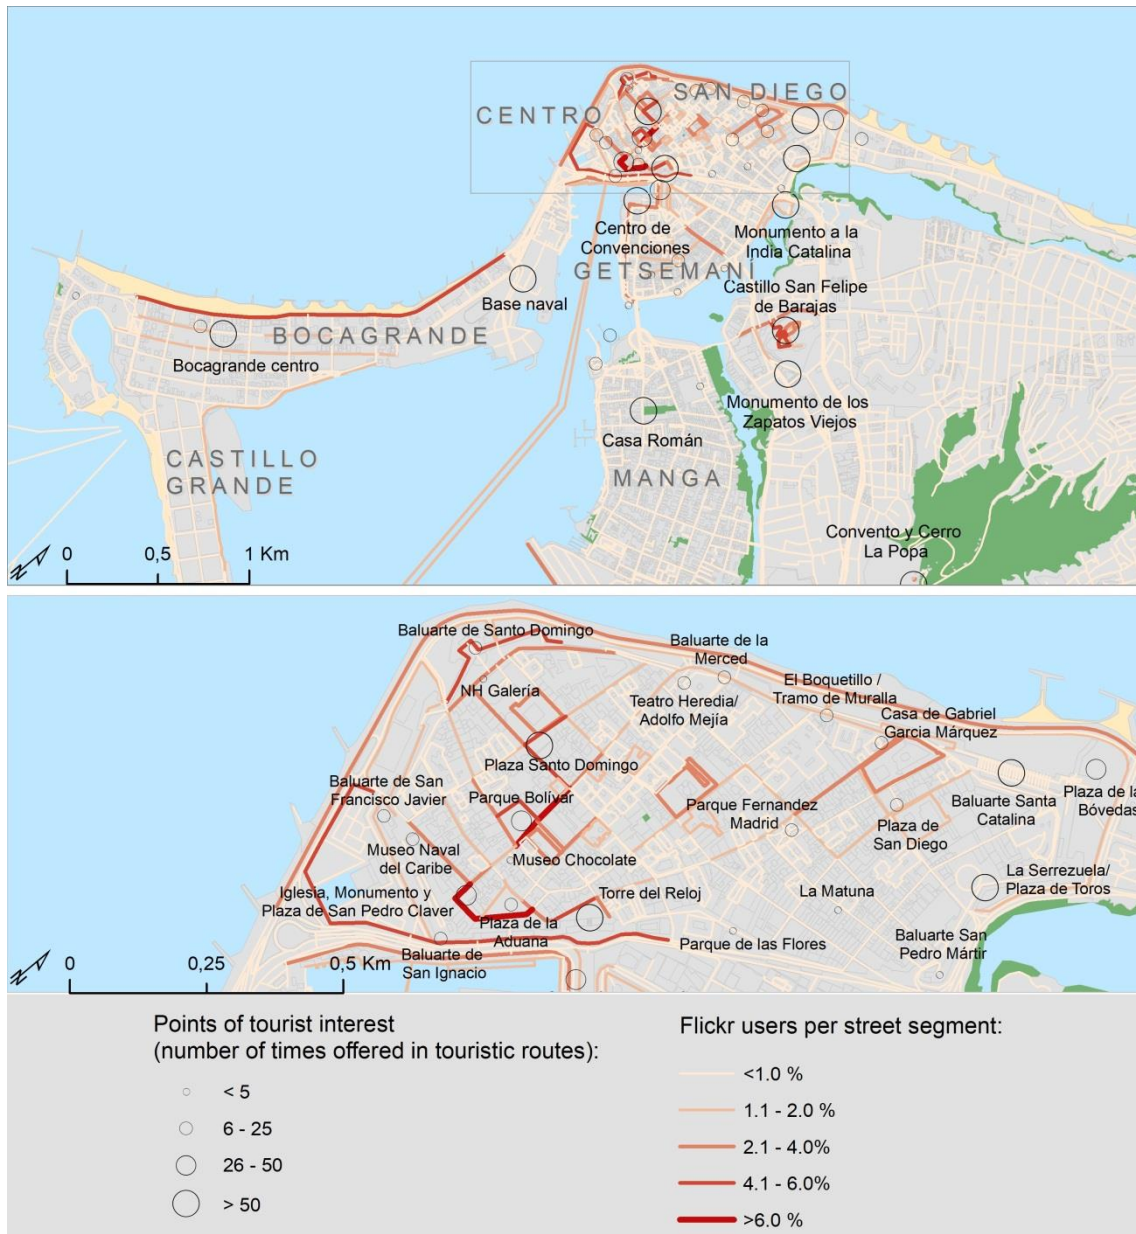 SAN DIEGO
CENTRO
Centro de
Convenciones
Monumento a la
India Catalina
GETSEMANÍ
Castillo San Felipe
de Barajas
Base naval
BOCAGRANDE
Bocagrande centro
Monumento de los
Zapatos Viejos
Casa Román
CASTILLO
GRANDE
MANGA
Convento y Cerro
La Popa
N
0 0,5 1 Km
Baluarte de Santo Domingo
Baluarte de la
Merced
El Boquetillo /
Tramo de Muralla
NH Galería
Teatro Heredia/
Adolfo Mejía
Casa de Gabriel
Garcia Márquez
Plaza Santo Domingo
Baluarte de San
Francisco Javier
Parque Bolívar
Parque Fernandez
Madrid
Plaza de
San Diego
Baluarte Santa
Catalina
Plaza de la
Bóvedas
Museo Naval
del Caribe
Museo Chocolate
La Serrezuela/
Plaza de Toros
Iglesia, Monumento y
Plaza de San Pedro Claver
Torre del Reloj
La Matuna
Plaza de la
Aduana
Parque de las Flores
Baluarte San
Pedro Mártir
Baluarte de
San Ignacio
N
0 0,25 0,5 Km
Points of tourist interest
(number of times offered in touristic routes):
< 5
6 - 25
26 - 50
> 50
Flickr users per street segment:
<1.0 %
1.1 - 2.0 %
2.1 - 4.0%
4.1 - 6.0%
>6.0 %